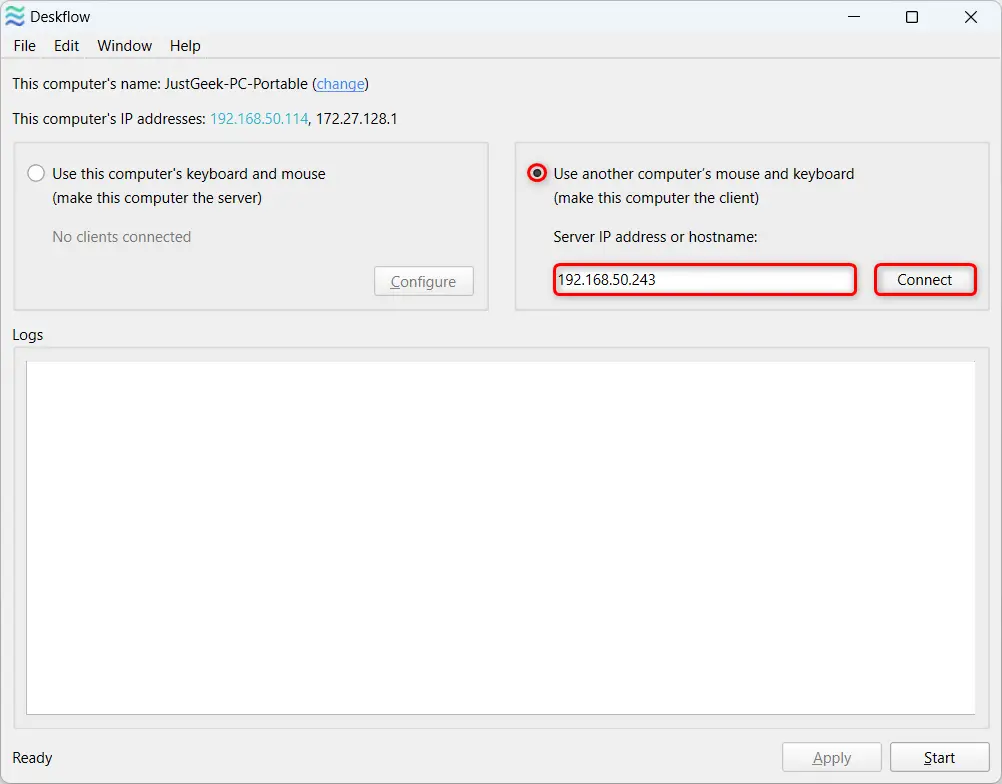 Deskflow
File Edit Window Help
This computer's name: JustGeek-PC-Portable (change)
This computer's IP addresses: 192.168.50.114, 172.27.128.1
Use this computer's keyboard and mouse
(make this computer the server)
No clients connected
Configure
Use another computer's mouse and keyboard
(make this computer the client)
Server IP address or hostname:
192.168.50.243 Connect
Logs
Ready Apply Start